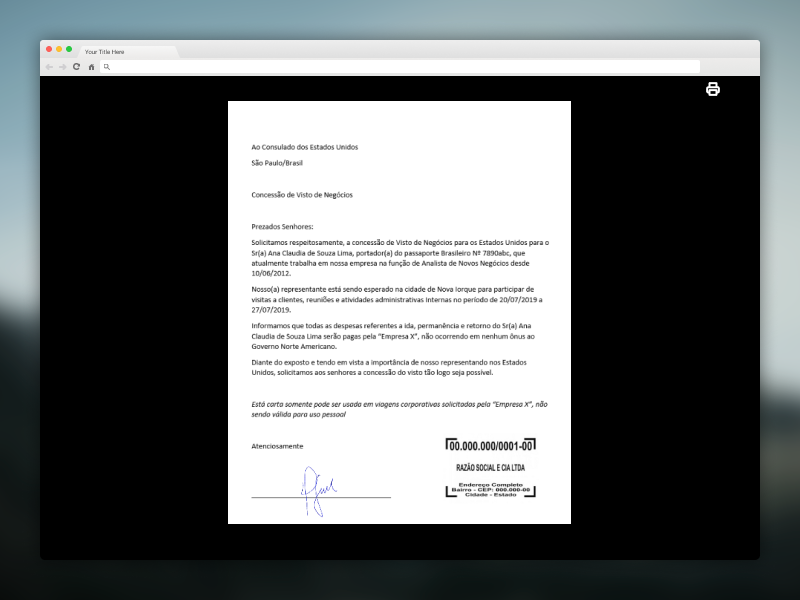 Your Title Here
Ao Consulado dos Estados Unidos
São Paulo/Brasil
Concessão de Visto de Negócios
Prezados Senhores:
Solicitamos respeitosamente, a concessão de Visto de Negócios para os Estados Unidos para o
Sr(a) Ana Claudia de Souza Lima, portador(a) do passaporte Brasileiro Nº 7890abc, que
atualmente trabalha em nossa empresa na função de Analista de Novos Negócios desde
10/06/2012.
Nosso(a) representante está sendo esperado na cidade de Nova Iorque para participar de
visitas a clientes, reuniões e atividades administrativas Internas no período de 20/07/2019 a
27/07/2019.
Informamos que todas as despesas referentes a ida, permanência e retorno do Sr(a) Ana
Claudia de Souza Lima serão pagas pela "Empresa X", não ocorrendo em nenhum ônus ao
Governo Norte Americano.
Diante do exposto e tendo em vista a importância de nosso representando nos Estados
Unidos, solicitamos aos senhores a concessão do visto tão logo seja possível.
Está carta somente pode ser usada em viagens corporativas solicitadas pela "Empresa X", não
sendo válida para uso pessoal
Atenciosamente
00.000.000/0001-00
RAZÃO SOCIAL E CIA LTDA
Endereço Completo
Bairro - CEP: 000.000-00
Cidade - Estado